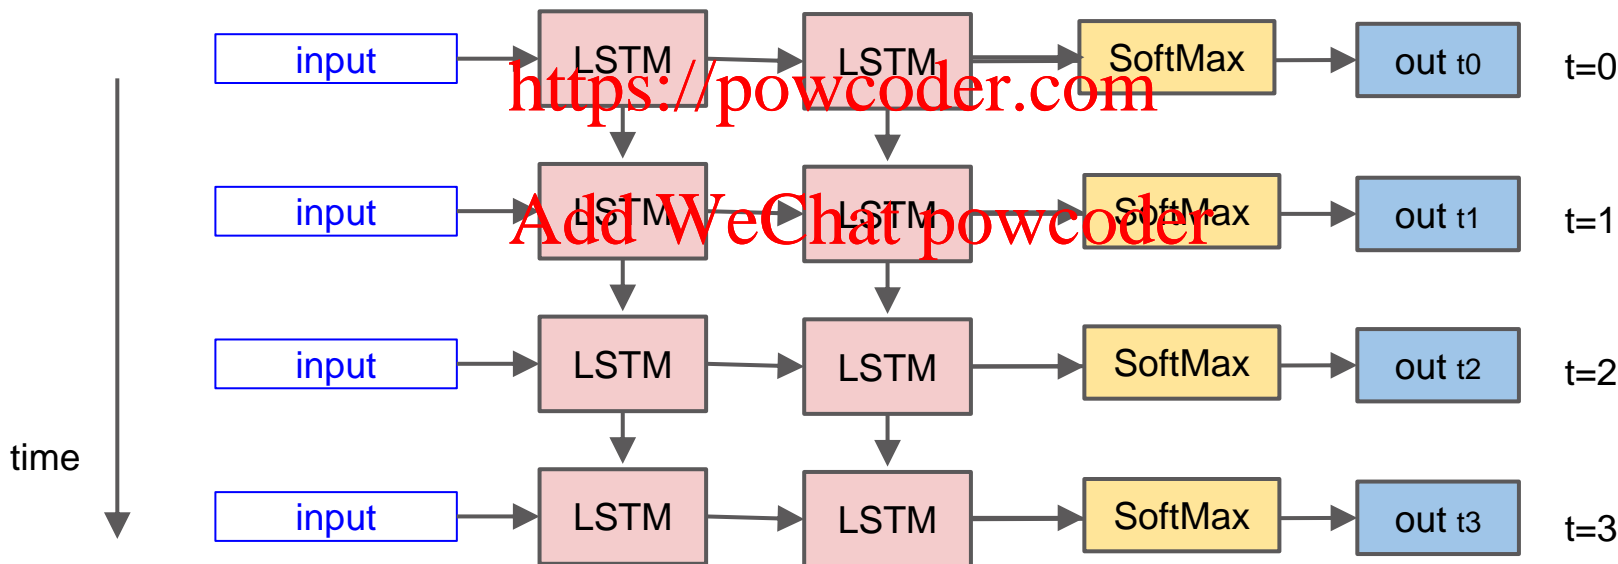 input LSTM LSTM SoftMax out t0 t=0
https://powcoder.com
input LSTM LSTM SoftMax out t1 t=1
Add WeChat powcoder
input LSTM LSTM SoftMax out t2 t=2
time
input LSTM LSTM SoftMax out t3 t=3